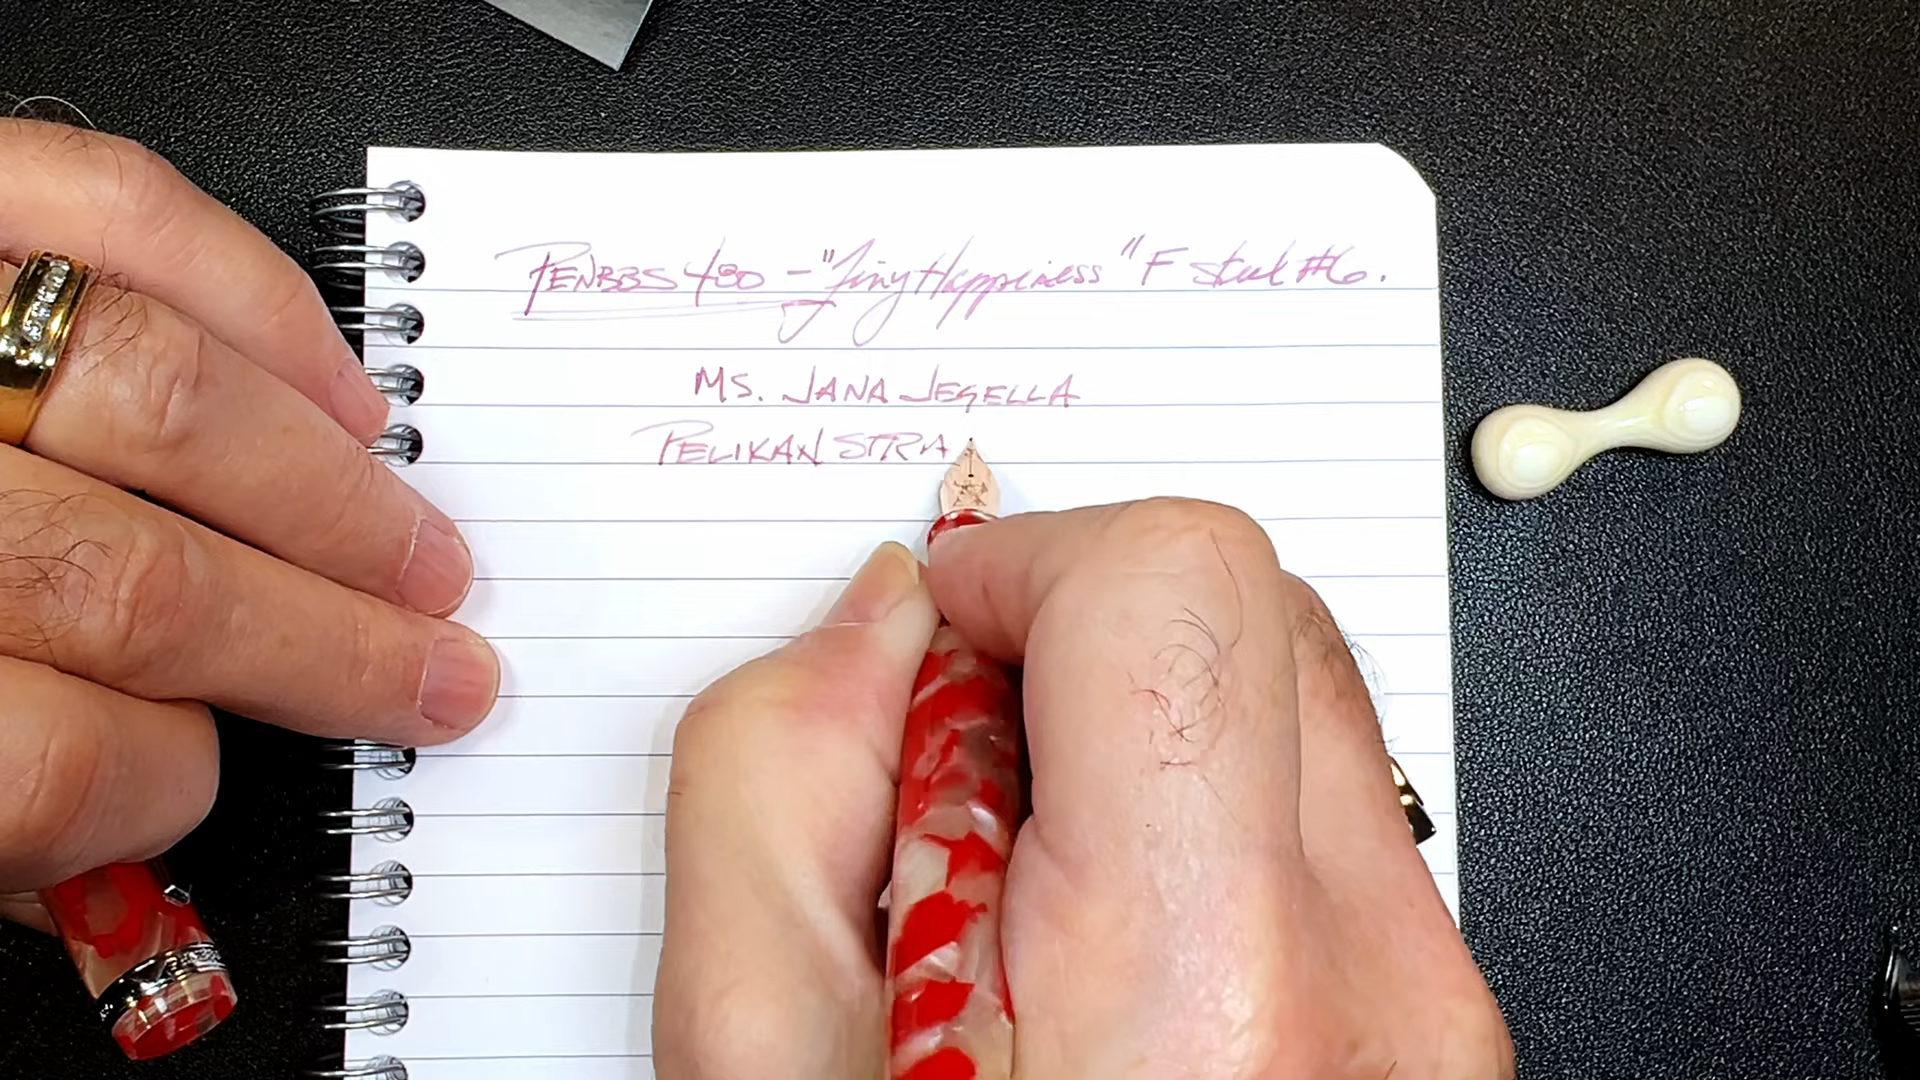 PENBBS 480 - "Tiny Happiness" F steel #6.
MS. JANA JEGELLA
PELIKAN STRA